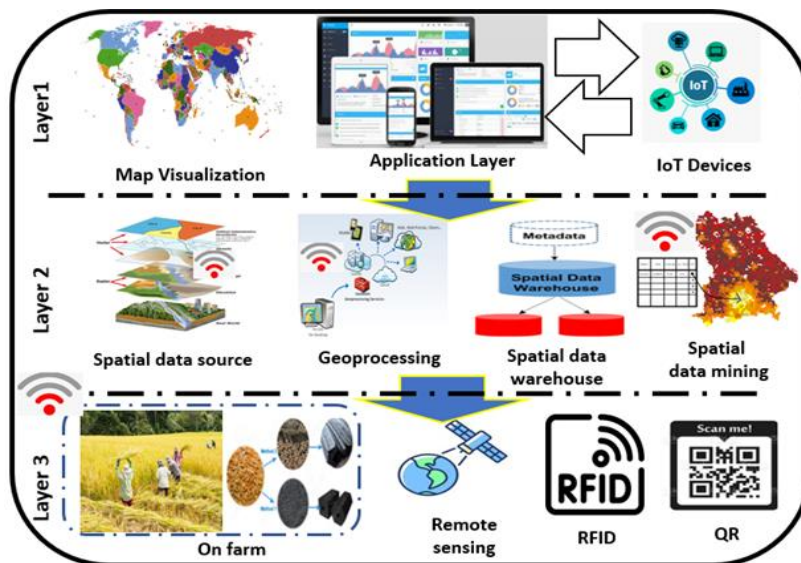 Layer1
IoT
Map Visualization
Application Layer
IoT Devices
Layer 2
Metadata
Spatial Data
Warehouse
Spatial data source
Geoprocessing
Spatial data
warehouse
Spatial
data mining
Layer 3
Scan me!
RFID
On farm
Remote
sensing
RFID
QR